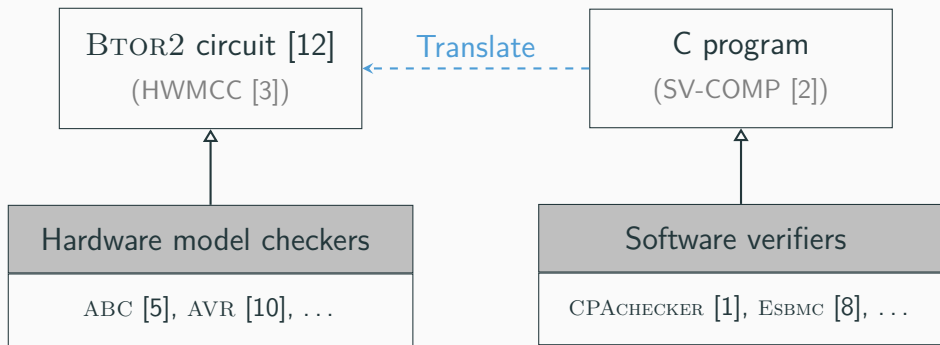 BTOR2 circuit [12]
(HWMCC [3])
Translate
C program
(SV-COMP [2])
Hardware model checkers
ABC [5], AVR [10], ...
Software verifiers
CPACHECKER [1], ESBMC [8], ...